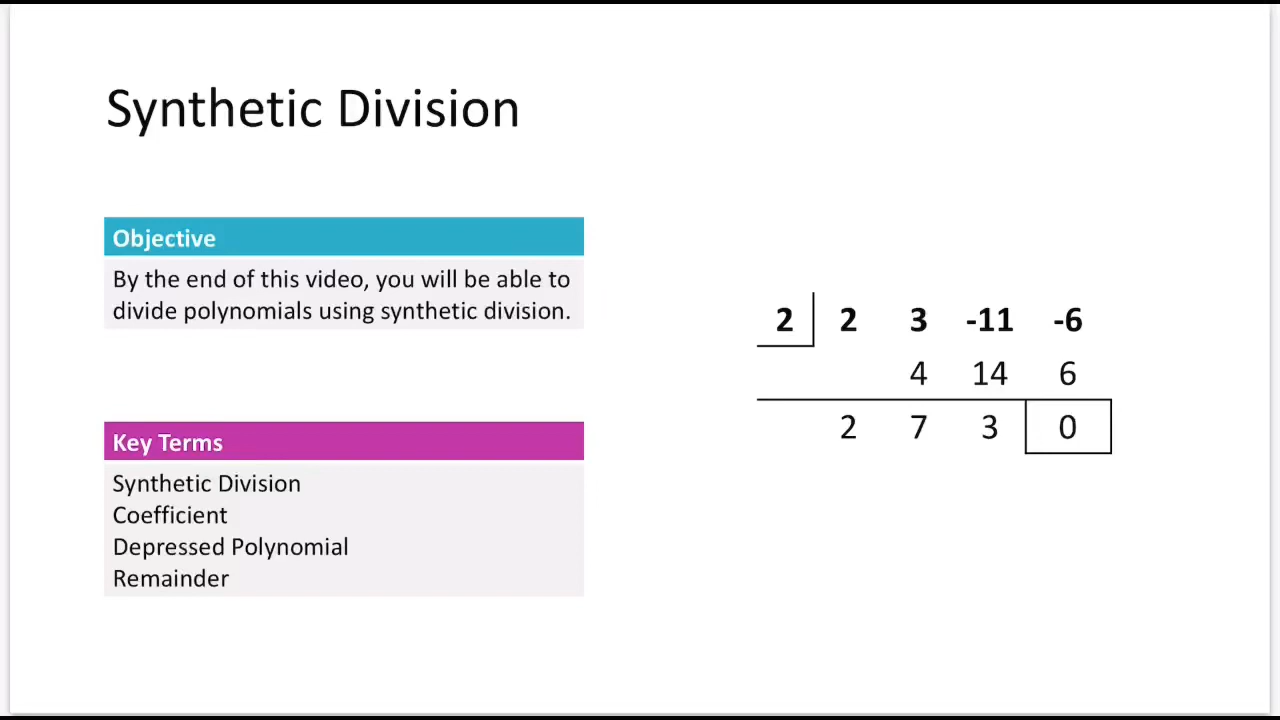 Synthetic Division
Objective
By the end of this video, you will be able to
divide polynomials using synthetic division.
Key Terms
Synthetic Division
Coefficient
Depressed Polynomial
Remainder
2 2 3 -11 -6
4 14 6
2 7 3 0